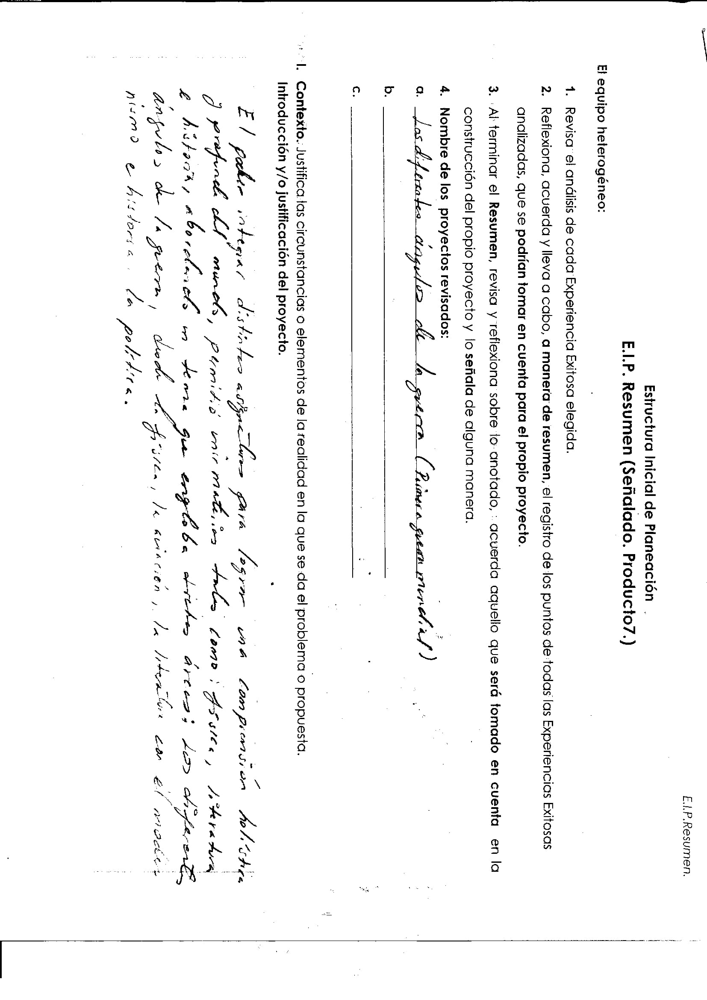 E.I.P.Resumen.
Estructura Inicial de Planeación
E.I.P. Resumen (Señalado. Producto7.)
El equipo heterogéneo:
1. Revisa el análisis de cada Experiencia Exitosa elegida.
2. Reflexiona, acuerda y lleva a cabo, a manera de resumen, el registro de los puntos de todas las Experiencias Exitosas
analizadas, que se podrían tomar en cuenta para el propio proyecto.
3. Al terminar el Resumen, revisa y reflexiona sobre lo anotado, acuerda aquello que será tomado en cuenta en la
construcción del propio proyecto y lo señala de alguna manera.
4. Nombre de los proyectos revisados:
a. Los diferentes ángulos de la guerra (Primera guerra mundial)
b.
c.
I. Contexto. Justifica las circunstancias o elementos de la realidad en la que se da el problema o propuesta.
Introducción y/o justificación del proyecto.
El poder integrar distintas asignaturas para lograr una comprensión holística
y profunda del mundo, permitió unir materias tales como: física, literatura
e historia, abordando un tema que engloba dichas áreas: Los diferentes
ángulos de la guerra, desde la física, la aviación, la literatura con el moder
nismo e historia la política.